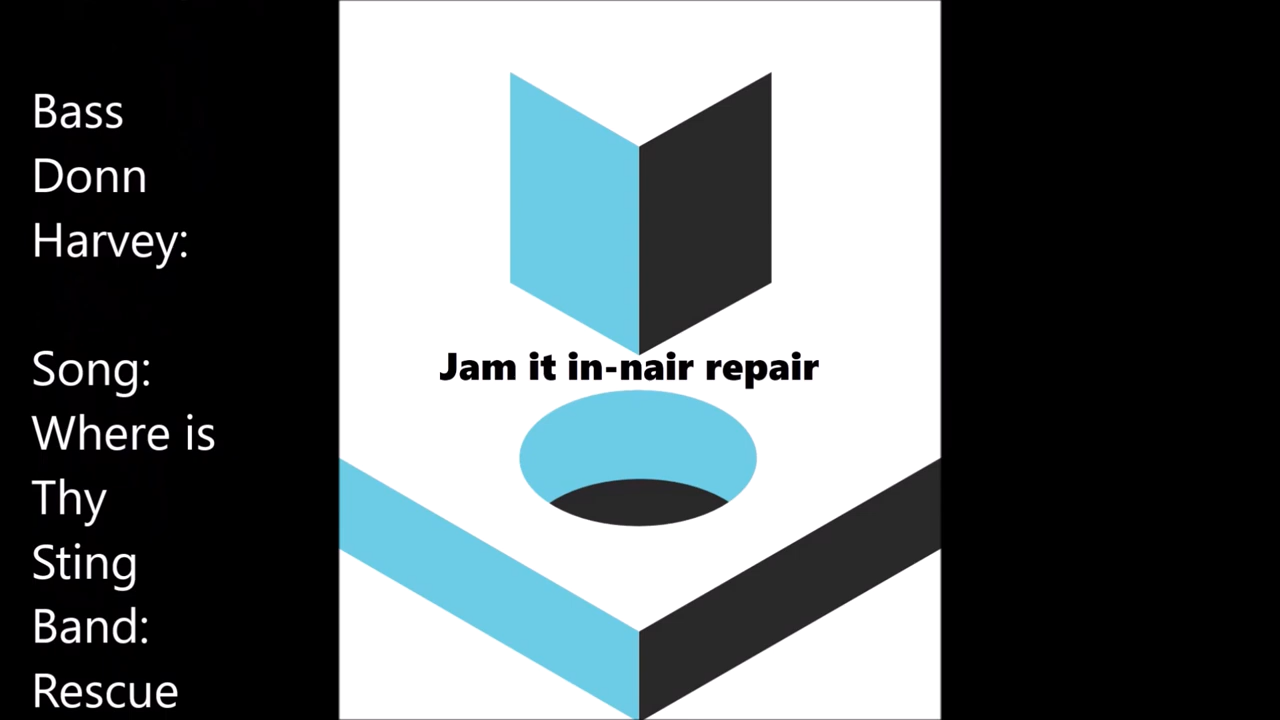 Bass
Donn
Harvey:
Song:
Where is
Thy
Sting
Band:
Rescue
Jam it in-nair repair